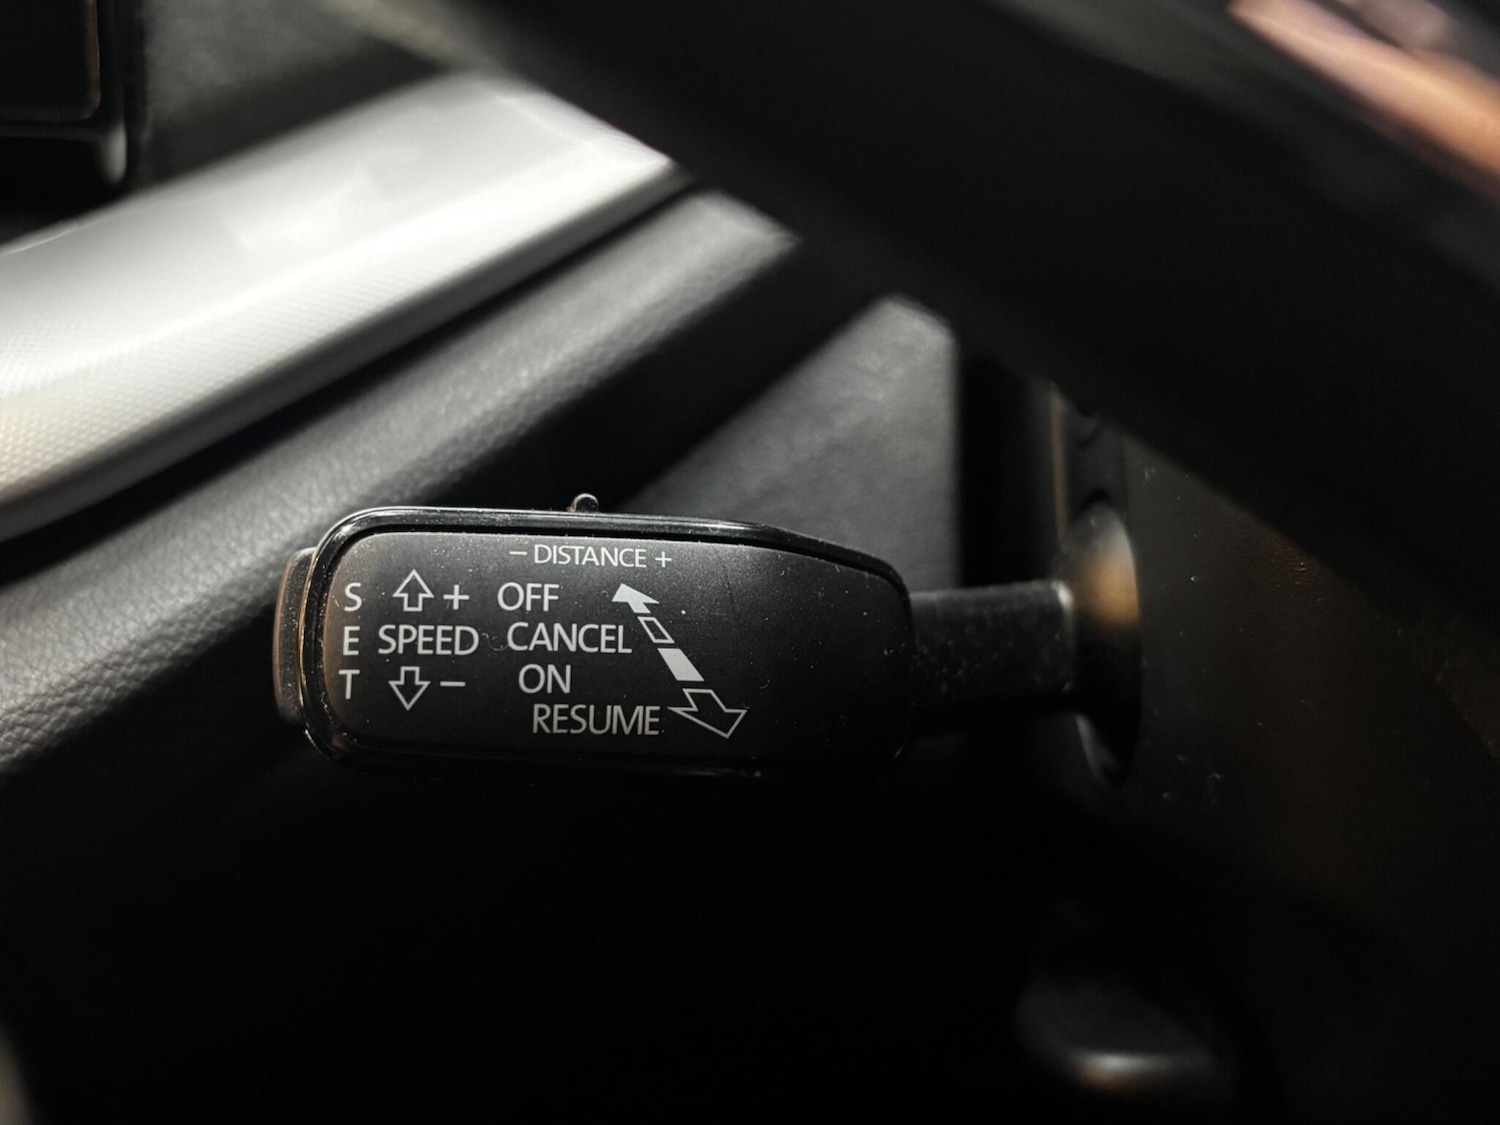 – DISTANCE +
S + OFF
E SPEED CANCEL
T – ON
RESUME